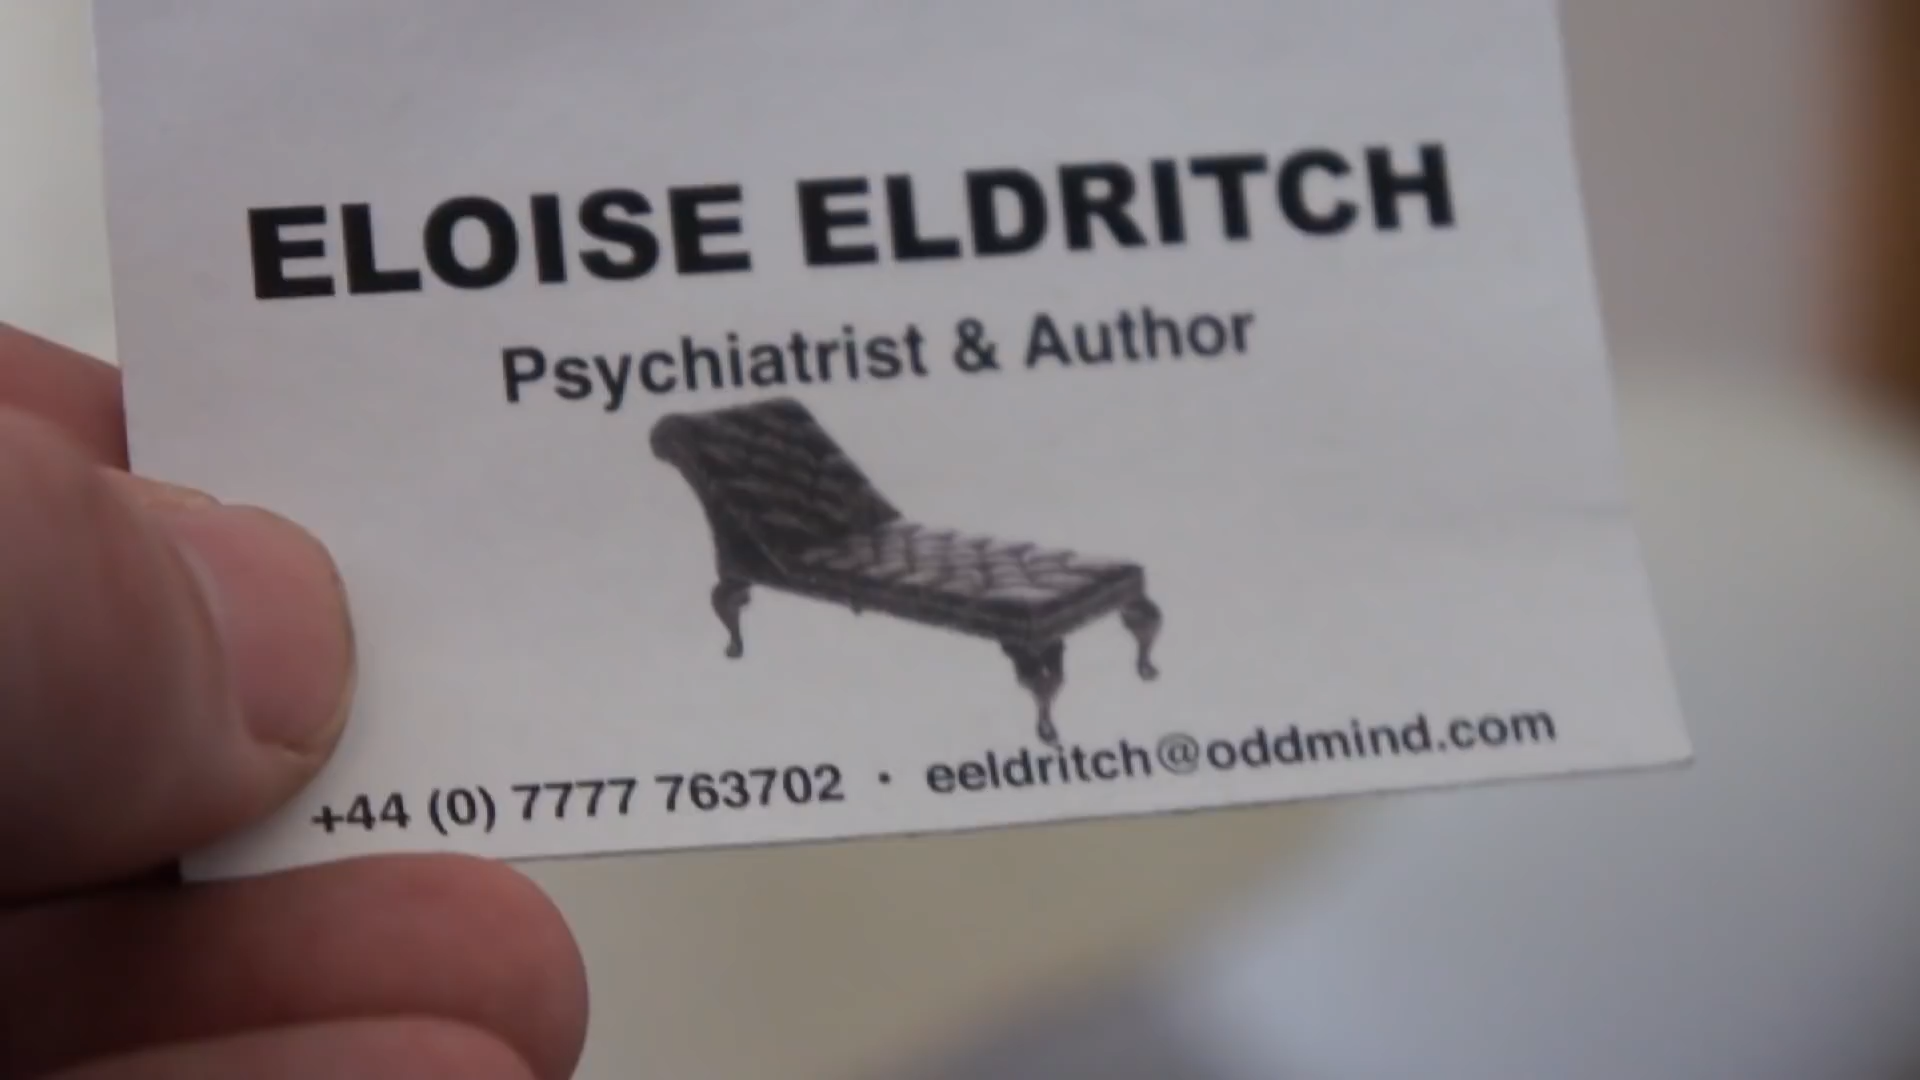 ELOISE ELDRITCH
Psychiatrist & Author
+44 (0) 7777 763702 · eeldritch@oddmind.com